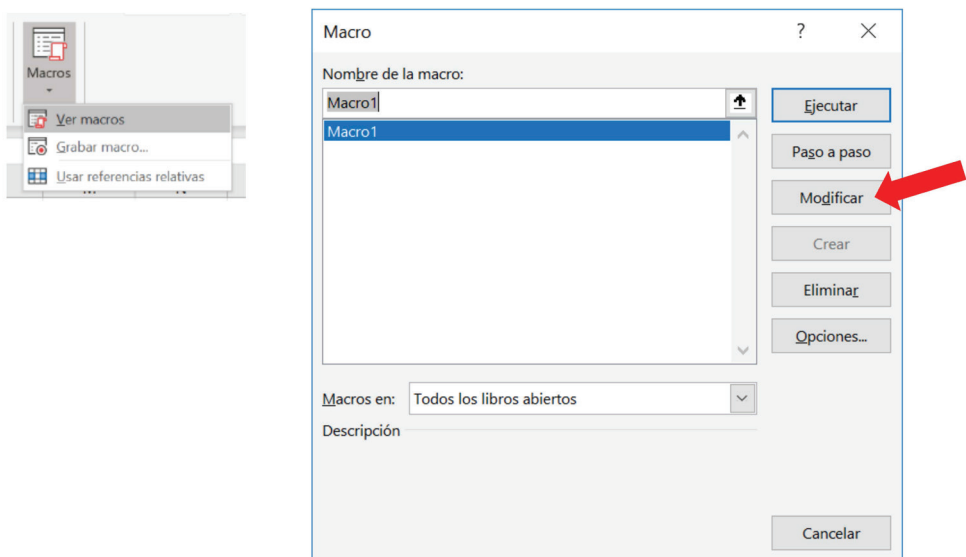 Macros
Ver macros
Grabar macro...
Usar referencias relativas
Macro
?
Nombre de la macro:
Macro1
Macro1
Ejecutar
Paso a paso
Modificar
Crear
Eliminar
Opciones...
Macros en:
Todos los libros abiertos
Descripción
Cancelar